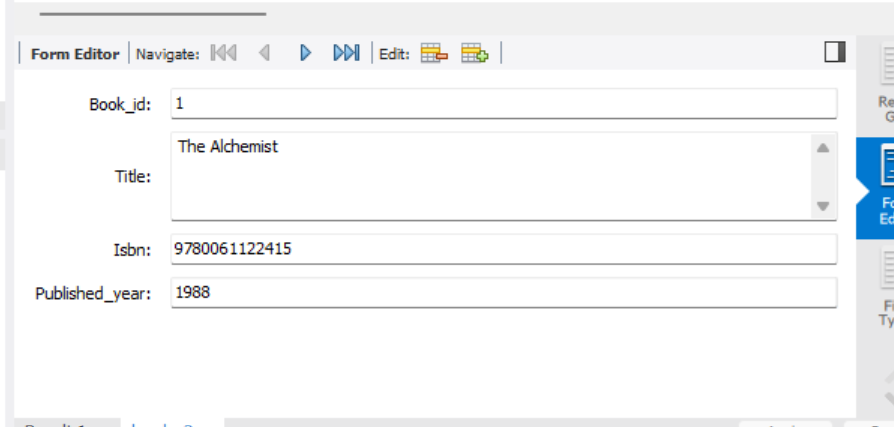 Form Editor Navigate: Edit:
Book_id: 1
The Alchemist
Title:
Isbn: 9780061122415
Published_year: 1988